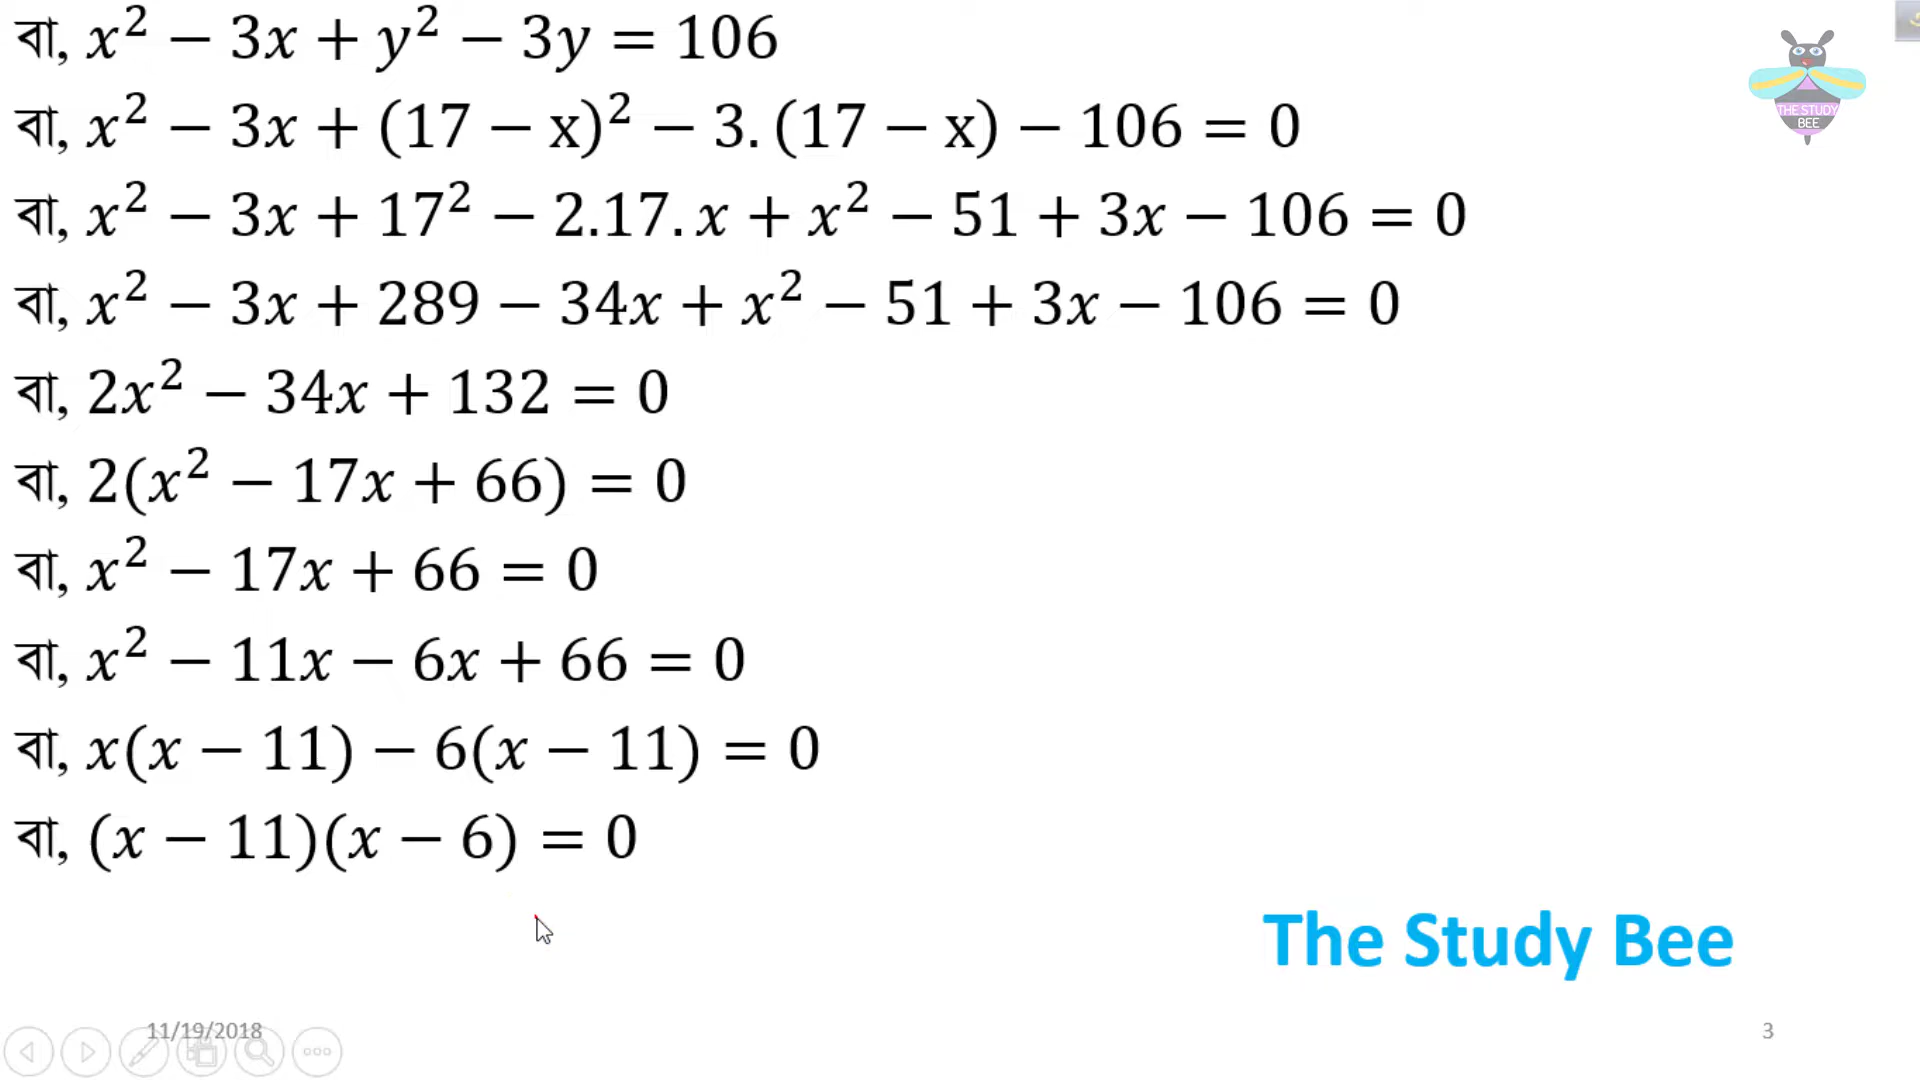 বা, x² − 3x + y² − 3y = 106
বা, x² − 3x + (17 − x)² − 3. (17 − x) − 106 = 0
বা, x² − 3x + 17² − 2.17. x + x² − 51 + 3x − 106 = 0
বা, x² − 3x + 289 − 34x + x² − 51 + 3x − 106 = 0
বা, 2x² − 34x + 132 = 0
বা, 2(x² − 17x + 66) = 0
বা, x² − 17x + 66 = 0
বা, x² − 11x − 6x + 66 = 0
বা, x(x − 11) − 6(x − 11) = 0
বা, (x − 11)(x − 6) = 0
THE STUDY
BEE
The Study Bee
11/19/2018
3